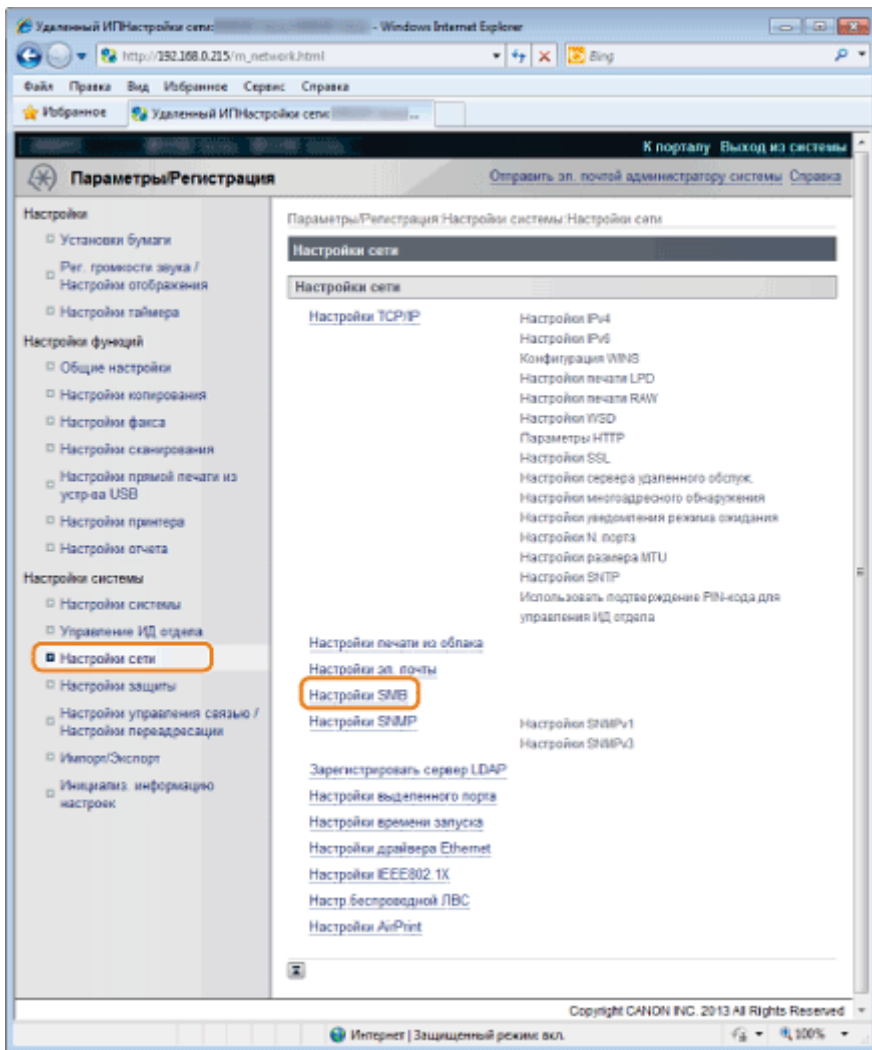 Удаленный ИПНастройки сети: - Windows Internet Explorer
http://192.168.0.215/m_network.html
Bing
Файл Правка Вид Избранное Сервис Справка
Избранное
Удаленный ИПНастройки сети: ...
К порталу Выход из системы
Параметры/Регистрация
Отправить эл. почтой администратору системы Справка
Настройки
Установки бумаги
Рег. громкости звука /
Настройки отображения
Настройки таймера
Настройки функций
Общие настройки
Настройки копирования
Настройки факса
Настройки сканирования
Настройки прямой печати из
устр-ва USB
Настройки принтера
Настройки отчета
Настройки системы
Настройки системы
Управление ИД отдела
Настройки сети
Настройки защиты
Настройки управления связью /
Настройки переадресации
Импорт/Экспорт
Инициализ. информацию
настроек
Параметры/Регистрация:Настройки системы:Настройки сети
Настройки сети
Настройки сети
Настройки TCP/IP
Настройки IPv4
Настройки IPv6
Конфигурация WINS
Настройки печати LPD
Настройки печати RAW
Настройки WSD
Параметры HTTP
Настройки SSL
Настройки сервера удаленного обслуж.
Настройки многоадресного обнаружения
Настройки уведомления режима ожидания
Настройки N. порта
Настройки размера MTU
Настройки SNTP
Использовать подтверждение PIN-кода для
управления ИД отдела
Настройки печати из облака
Настройки эл. почты
Настройки SMB
Настройки SNMP
Настройки SNMPv1
Настройки SNMPv3
Зарегистрировать сервер LDAP
Настройки выделенного порта
Настройки времени запуска
Настройки драйвера Ethernet
Настройки IEEE802.1X
Настр.беспроводной ЛВС
Настройки AirPrint
Copyright CANON INC. 2013 All Rights Reserved
Интернет | Защищенный режим: вкл.
100%